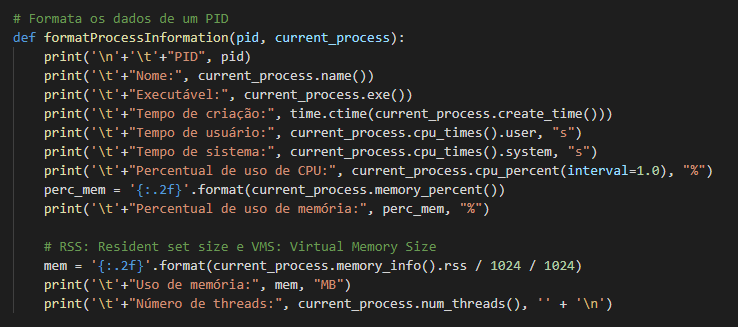 # Formata os dados de um PID
def formatProcessInformation(pid, current_process):
    print('\n'+'\t'+"PID", pid)
    print('\t'+"Nome:", current_process.name())
    print('\t'+"Executável:", current_process.exe())
    print('\t'+"Tempo de criação:", time.ctime(current_process.create_time()))
    print('\t'+"Tempo de usuário:", current_process.cpu_times().user, "s")
    print('\t'+"Tempo de sistema:", current_process.cpu_times().system, "s")
    print('\t'+"Percentual de uso de CPU:", current_process.cpu_percent(interval=1.0), "%")
    perc_mem = '{:.2f}'.format(current_process.memory_percent())
    print('\t'+"Percentual de uso de memória:", perc_mem, "%")

    # RSS: Resident set size e VMS: Virtual Memory Size
    mem = '{:.2f}'.format(current_process.memory_info().rss / 1024 / 1024)
    print('\t'+"Uso de memória:", mem, "MB")
    print('\t'+"Número de threads:", current_process.num_threads(), '' + '\n')